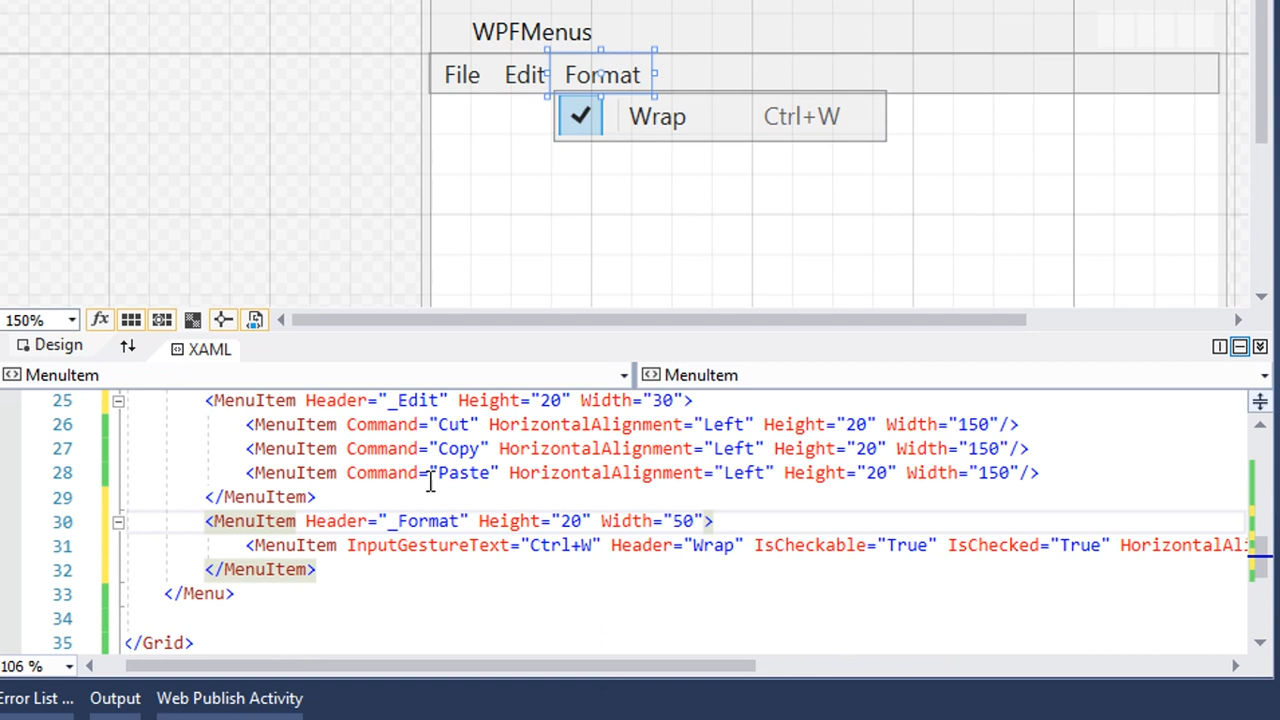 WPFMenus
File Edit Format
Wrap Ctrl+W
150% fx
Design XAML
MenuItem MenuItem
25 <MenuItem Header="_Edit" Height="20" Width="30">
26 <MenuItem Command="Cut" HorizontalAlignment="Left" Height="20" Width="150"/>
27 <MenuItem Command="Copy" HorizontalAlignment="Left" Height="20" Width="150"/>
28 <MenuItem Command="Paste" HorizontalAlignment="Left" Height="20" Width="150"/>
29 </MenuItem>
30 <MenuItem Header="_Format" Height="20" Width="50">
31 <MenuItem InputGestureText="Ctrl+W" Header="Wrap" IsCheckable="True" IsChecked="True" HorizontalAli
32 </MenuItem>
33 </Menu>
34
35 </Grid>
106 %
Error List ... Output Web Publish Activity